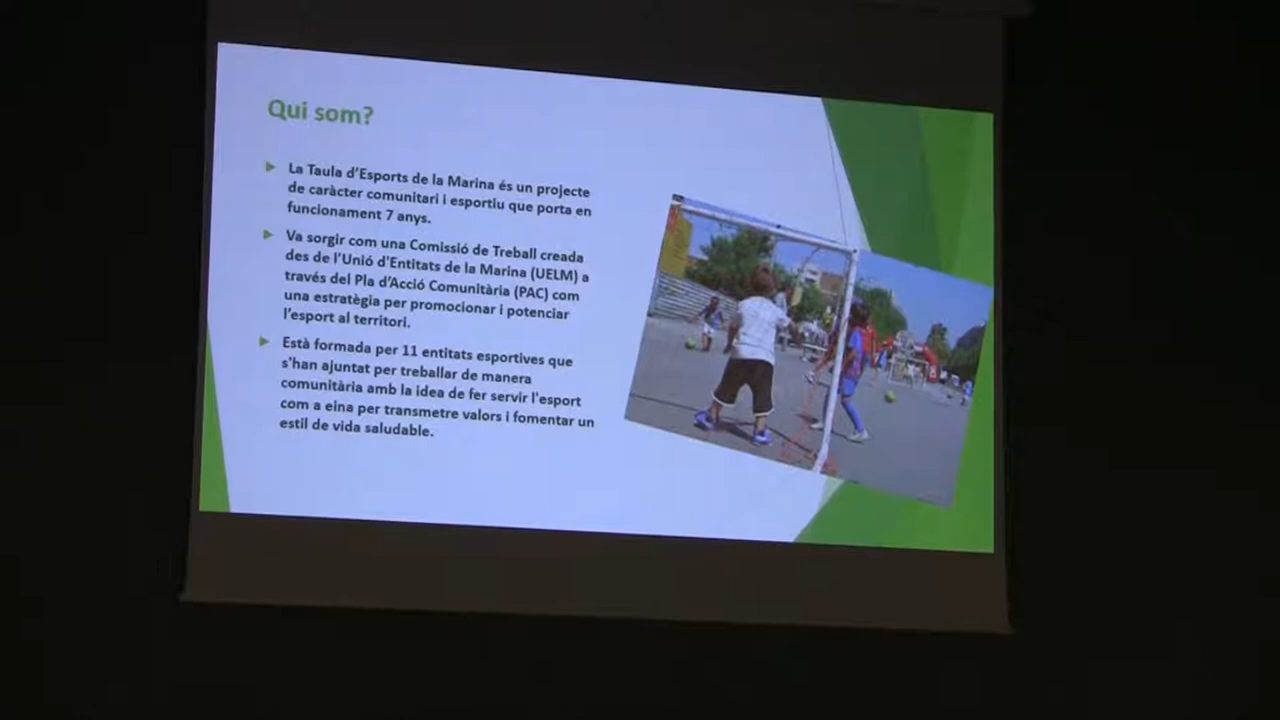 Qui som?
La Taula d'Esports de la Marina és un projecte
de caràcter comunitari i esportiu que porta en
funcionament 7 anys.
Va sorgir com una Comissió de Treball creada
des de l'Unió d'Entitats de la Marina (UELM) a
través del Pla d'Acció Comunitària (PAC) com
una estratègia per promocionar i potenciar
l'esport al territori.
Està formada per 11 entitats esportives que
s'han ajuntat per treballar de manera
comunitària amb la idea de fer servir l'esport
com a eina per transmetre valors i fomentar un
estil de vida saludable.